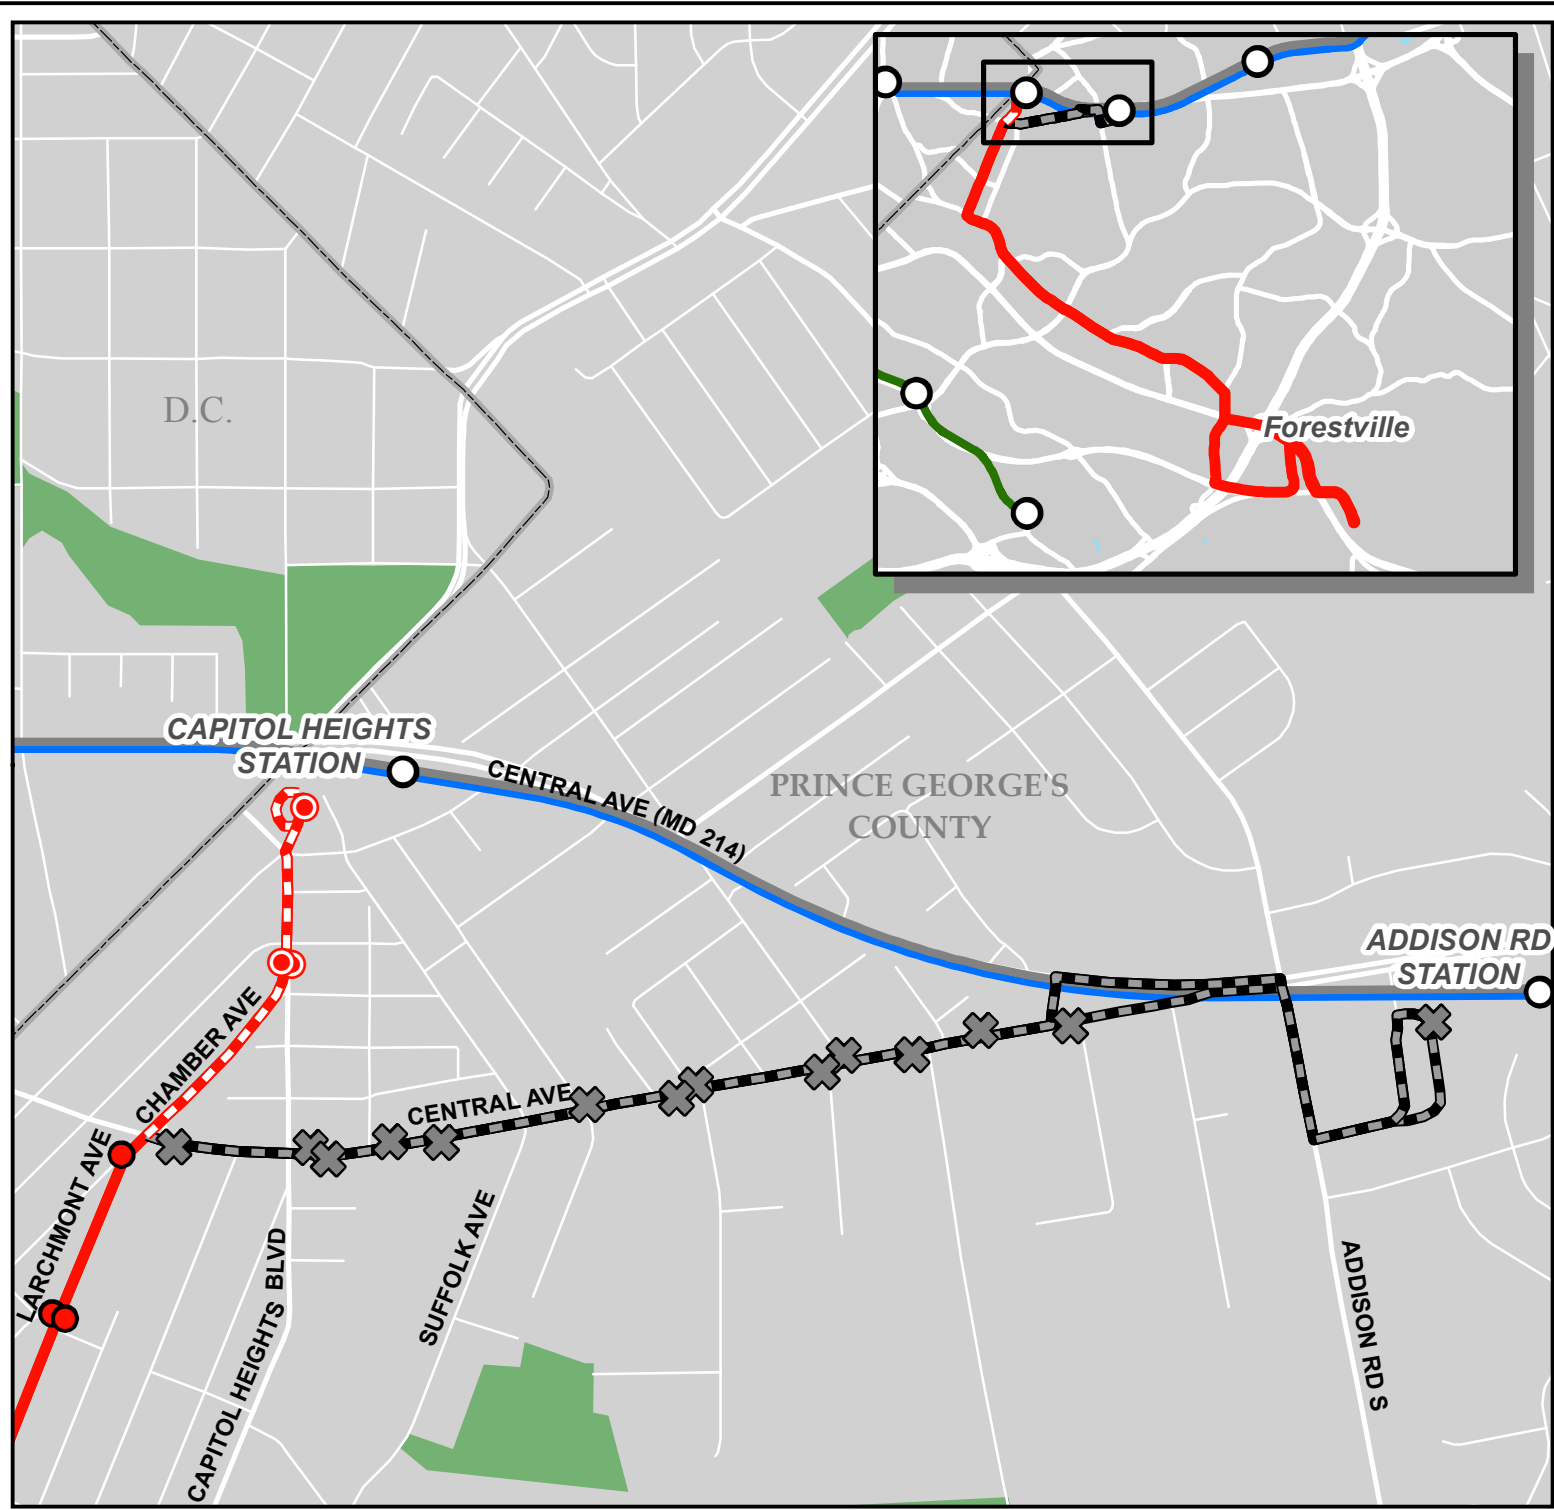 Forestville
D.C.
CAPITOL HEIGHTS
STATION
CENTRAL AVE (MD 214)
PRINCE GEORGE'S
COUNTY
ADDISON RD
STATION
CHAMBER AVE
CENTRAL AVE
LARCHMONT AVE
SUFFOLK AVE
CAPITOL HEIGHTS BLVD
ADDISON RD S